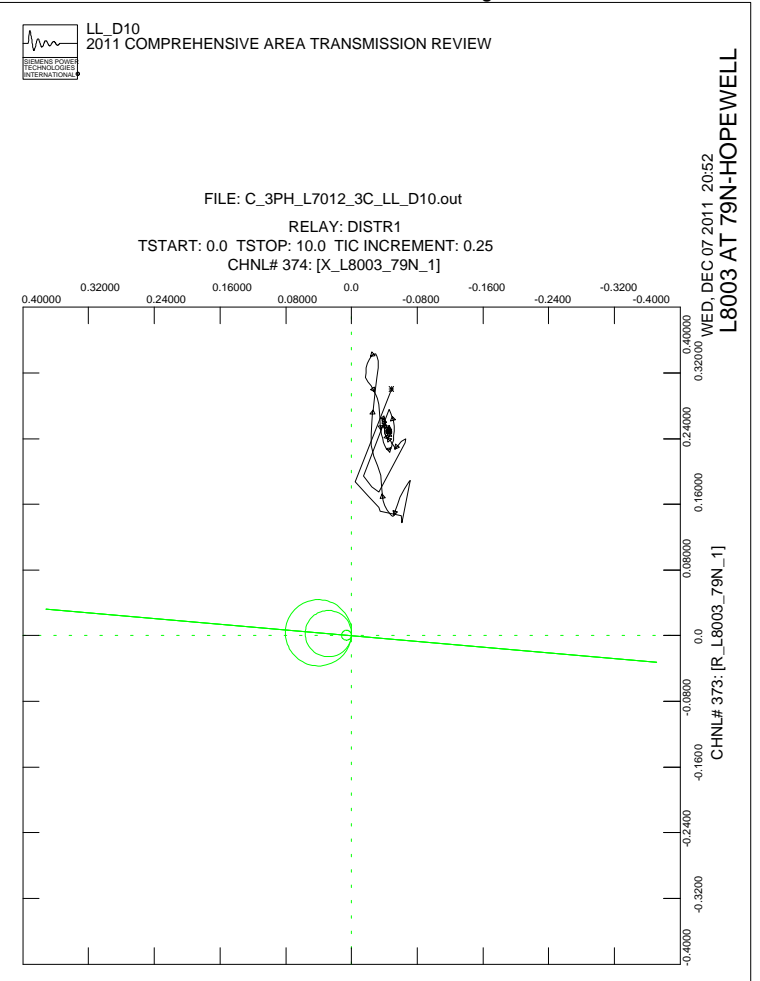 LL_D10
2011 COMPREHENSIVE AREA TRANSMISSION REVIEW
SIEMENS POWER
TECHNOLOGIES
INTERNATIONAL
FILE: C_3PH_L7012_3C_LL_D10.out
RELAY: DISTR1
TSTART: 0.0 TSTOP: 10.0 TIC INCREMENT: 0.25
CHNL# 374: [X_L8003_79N_1]
0.40000 0.32000 0.24000 0.16000 0.08000 0.0 -0.0800 -0.1600 -0.2400 -0.3200 -0.4000
WED, DEC 07 2011 20:52
L8003 AT 79N-HOPEWELL
0.40000
0.32000
0.24000
0.16000
0.08000
0.0
-0.0800
-0.1600
-0.2400
-0.3200
-0.4000
CHNL# 373: [R_L8003_79N_1]